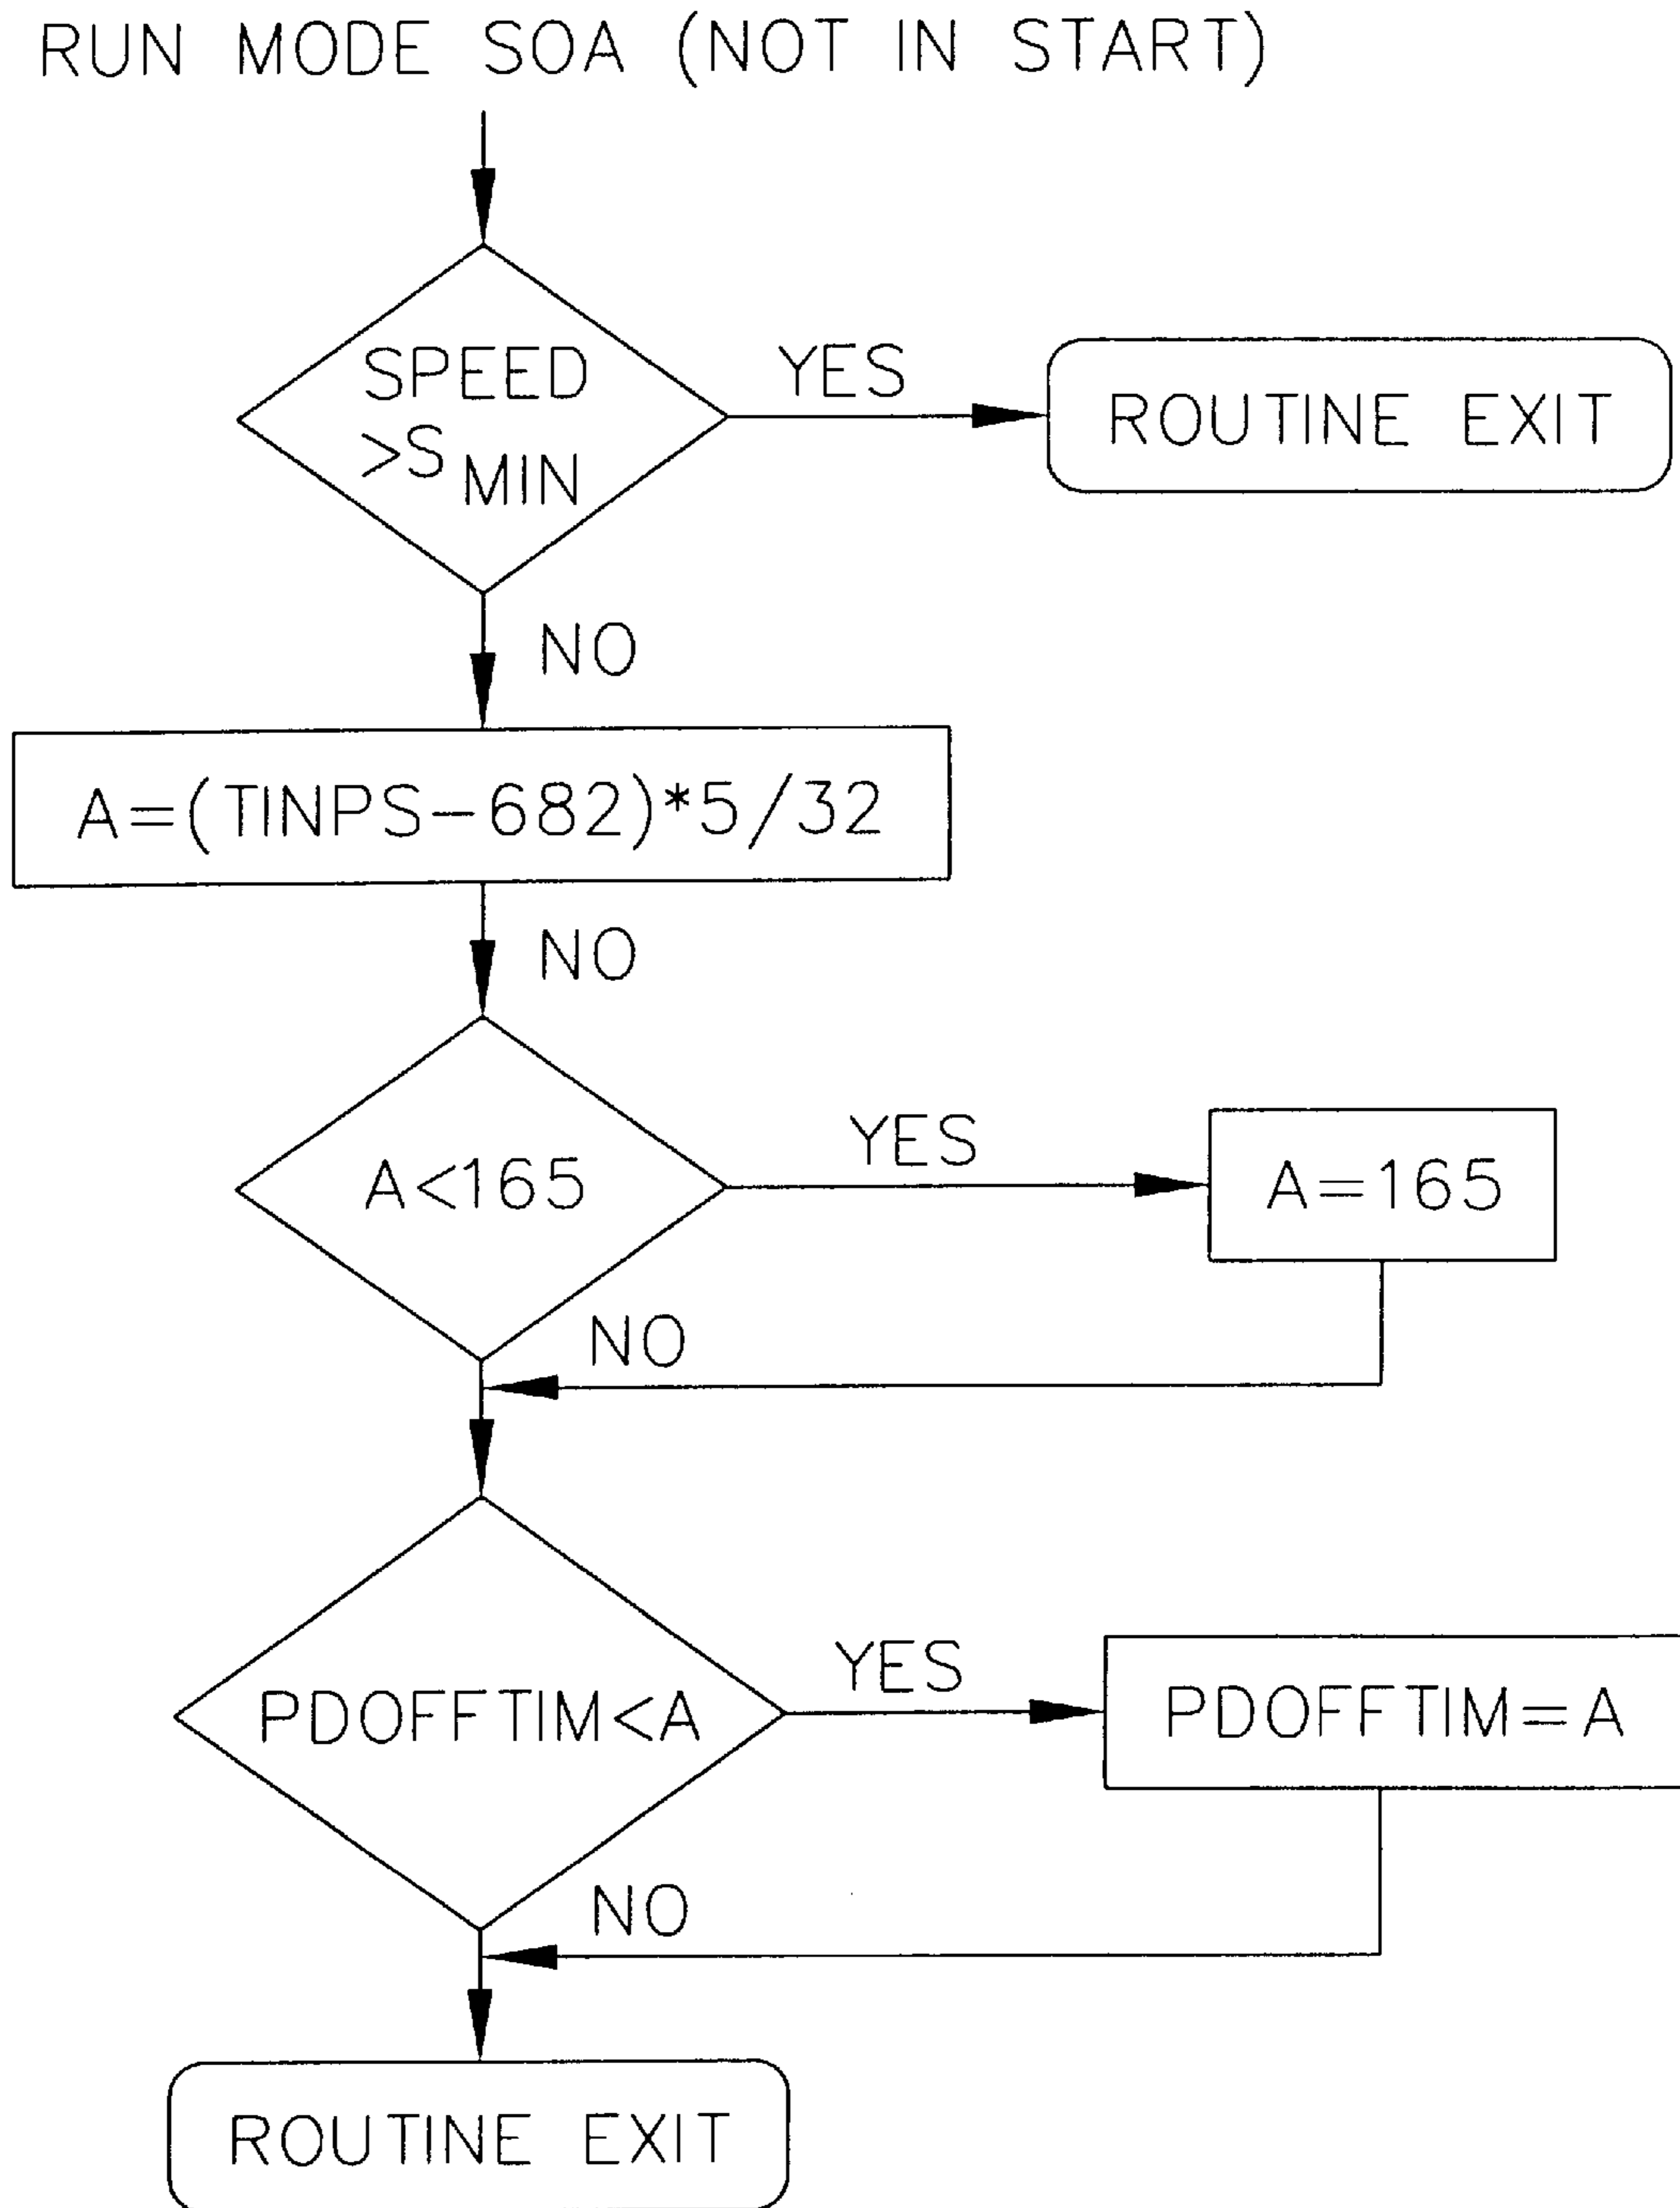 RUN MODE SOA (NOT IN START)
SPEED
>S MIN
YES
ROUTINE EXIT
NO
A=(TINPS-682)*5/32
NO
A<165
YES
A=165
NO
PDOFFTIM<A
YES
PDOFFTIM=A
NO
ROUTINE EXIT